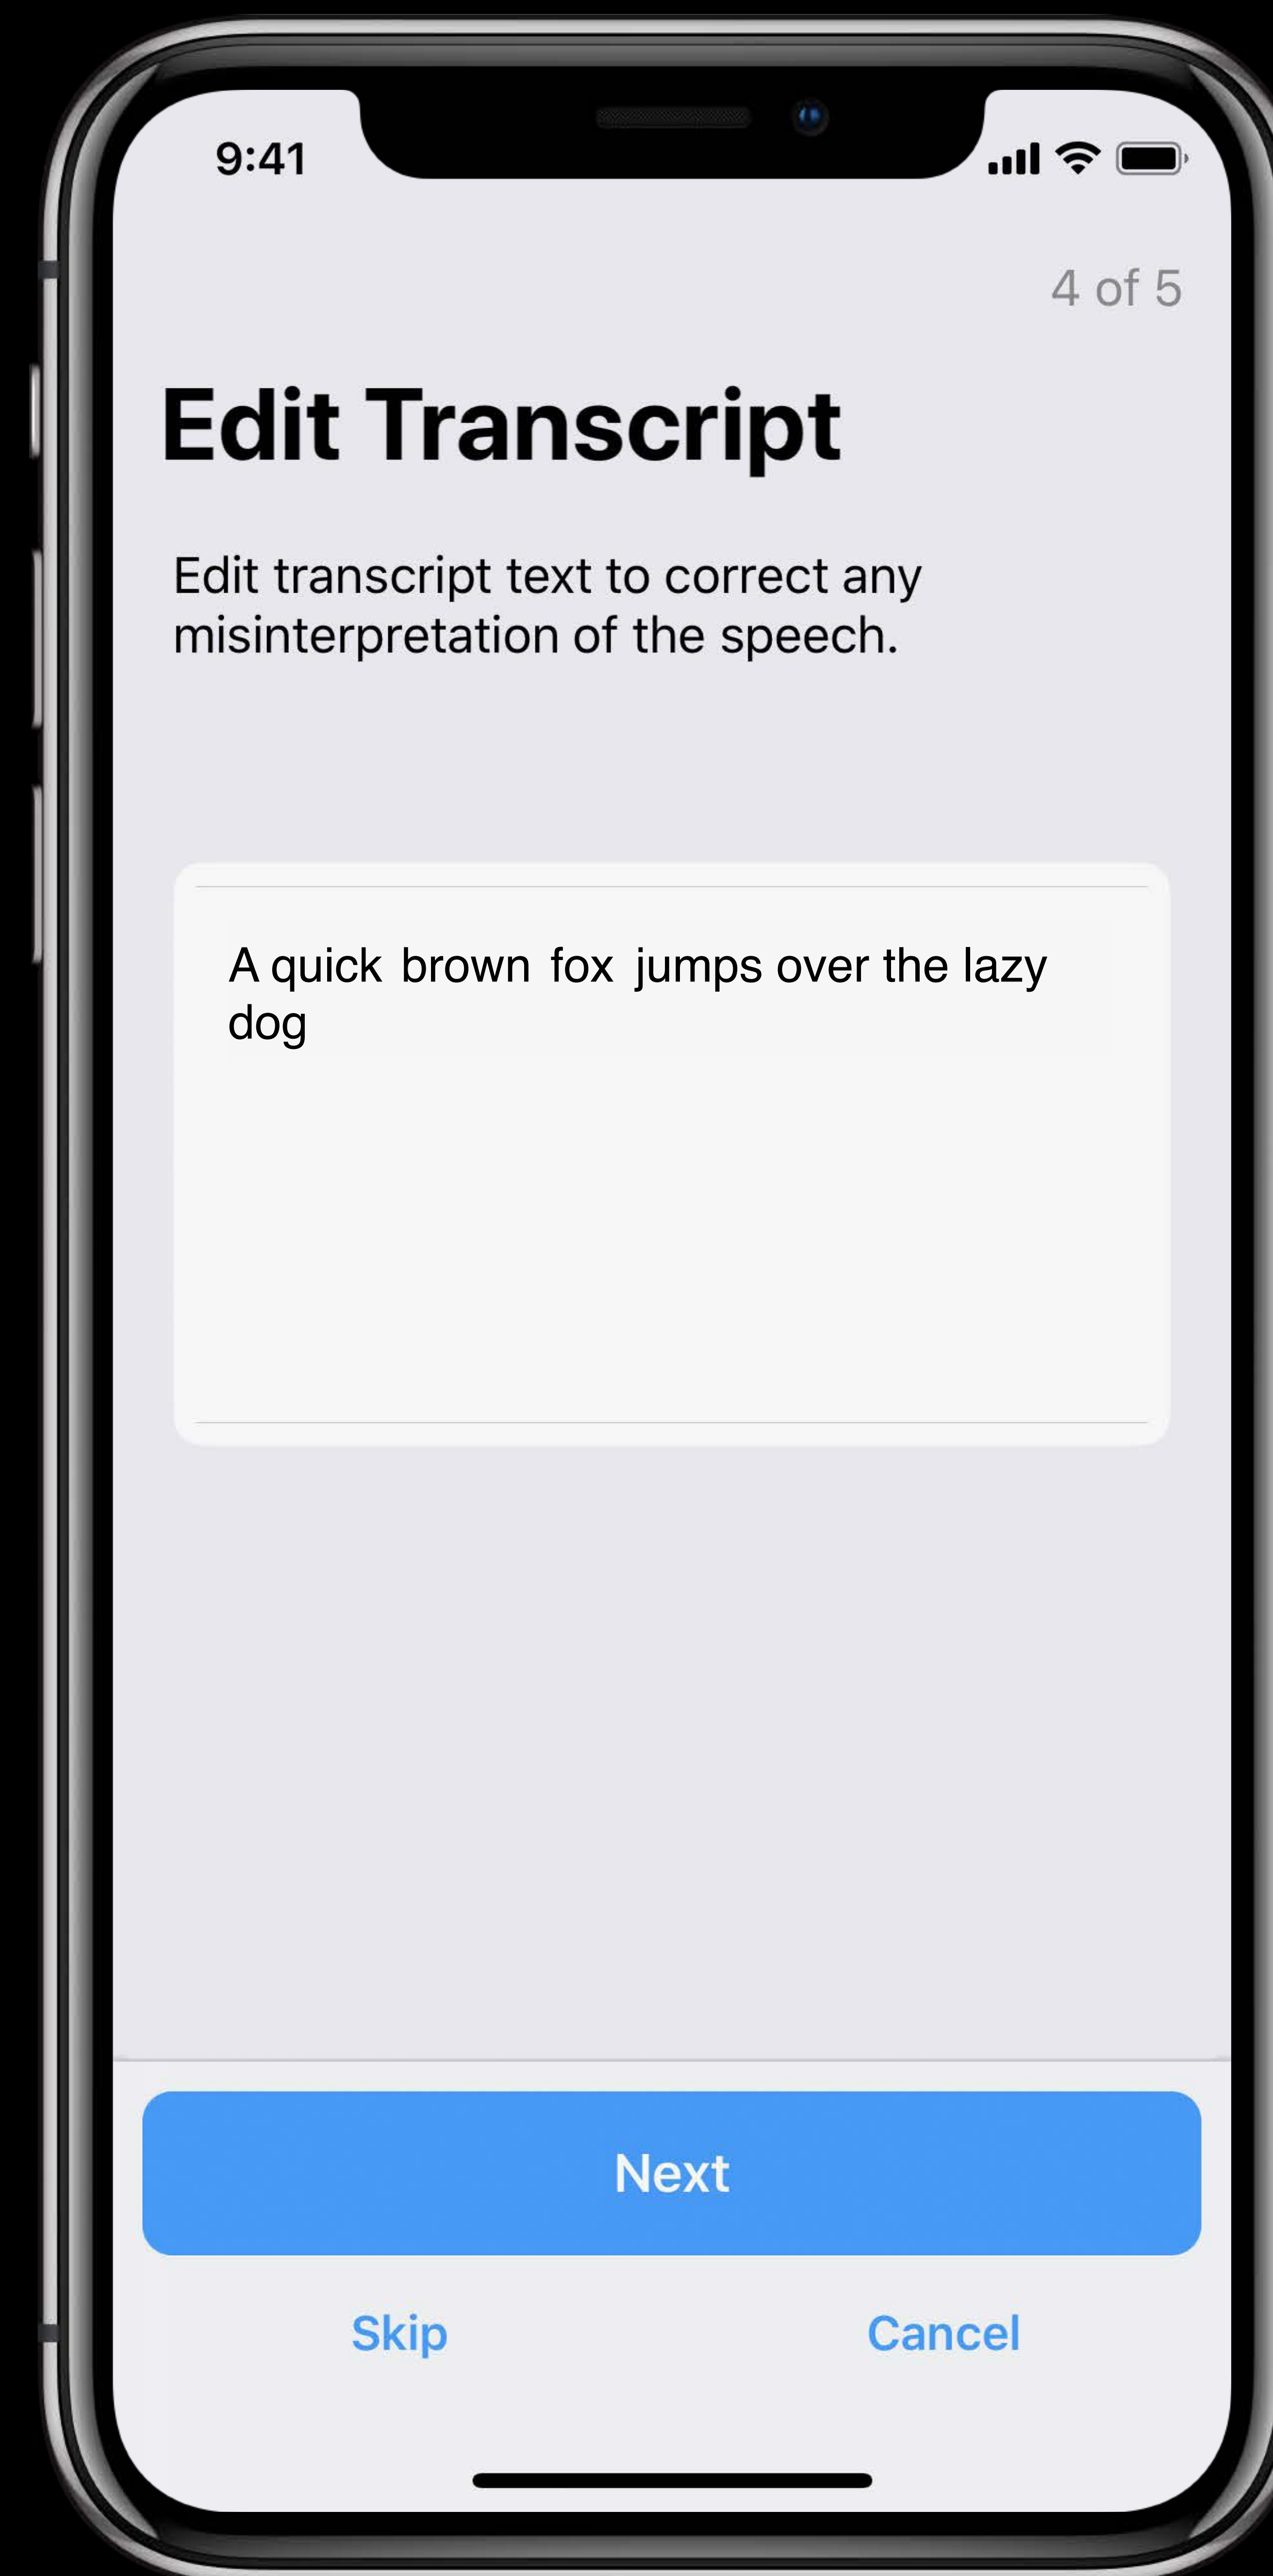 9:41
4 of 5
Edit Transcript
Edit transcript text to correct any
misinterpretation of the speech.
A quick brown fox jumps over the lazy
dog
Next
Skip
Cancel